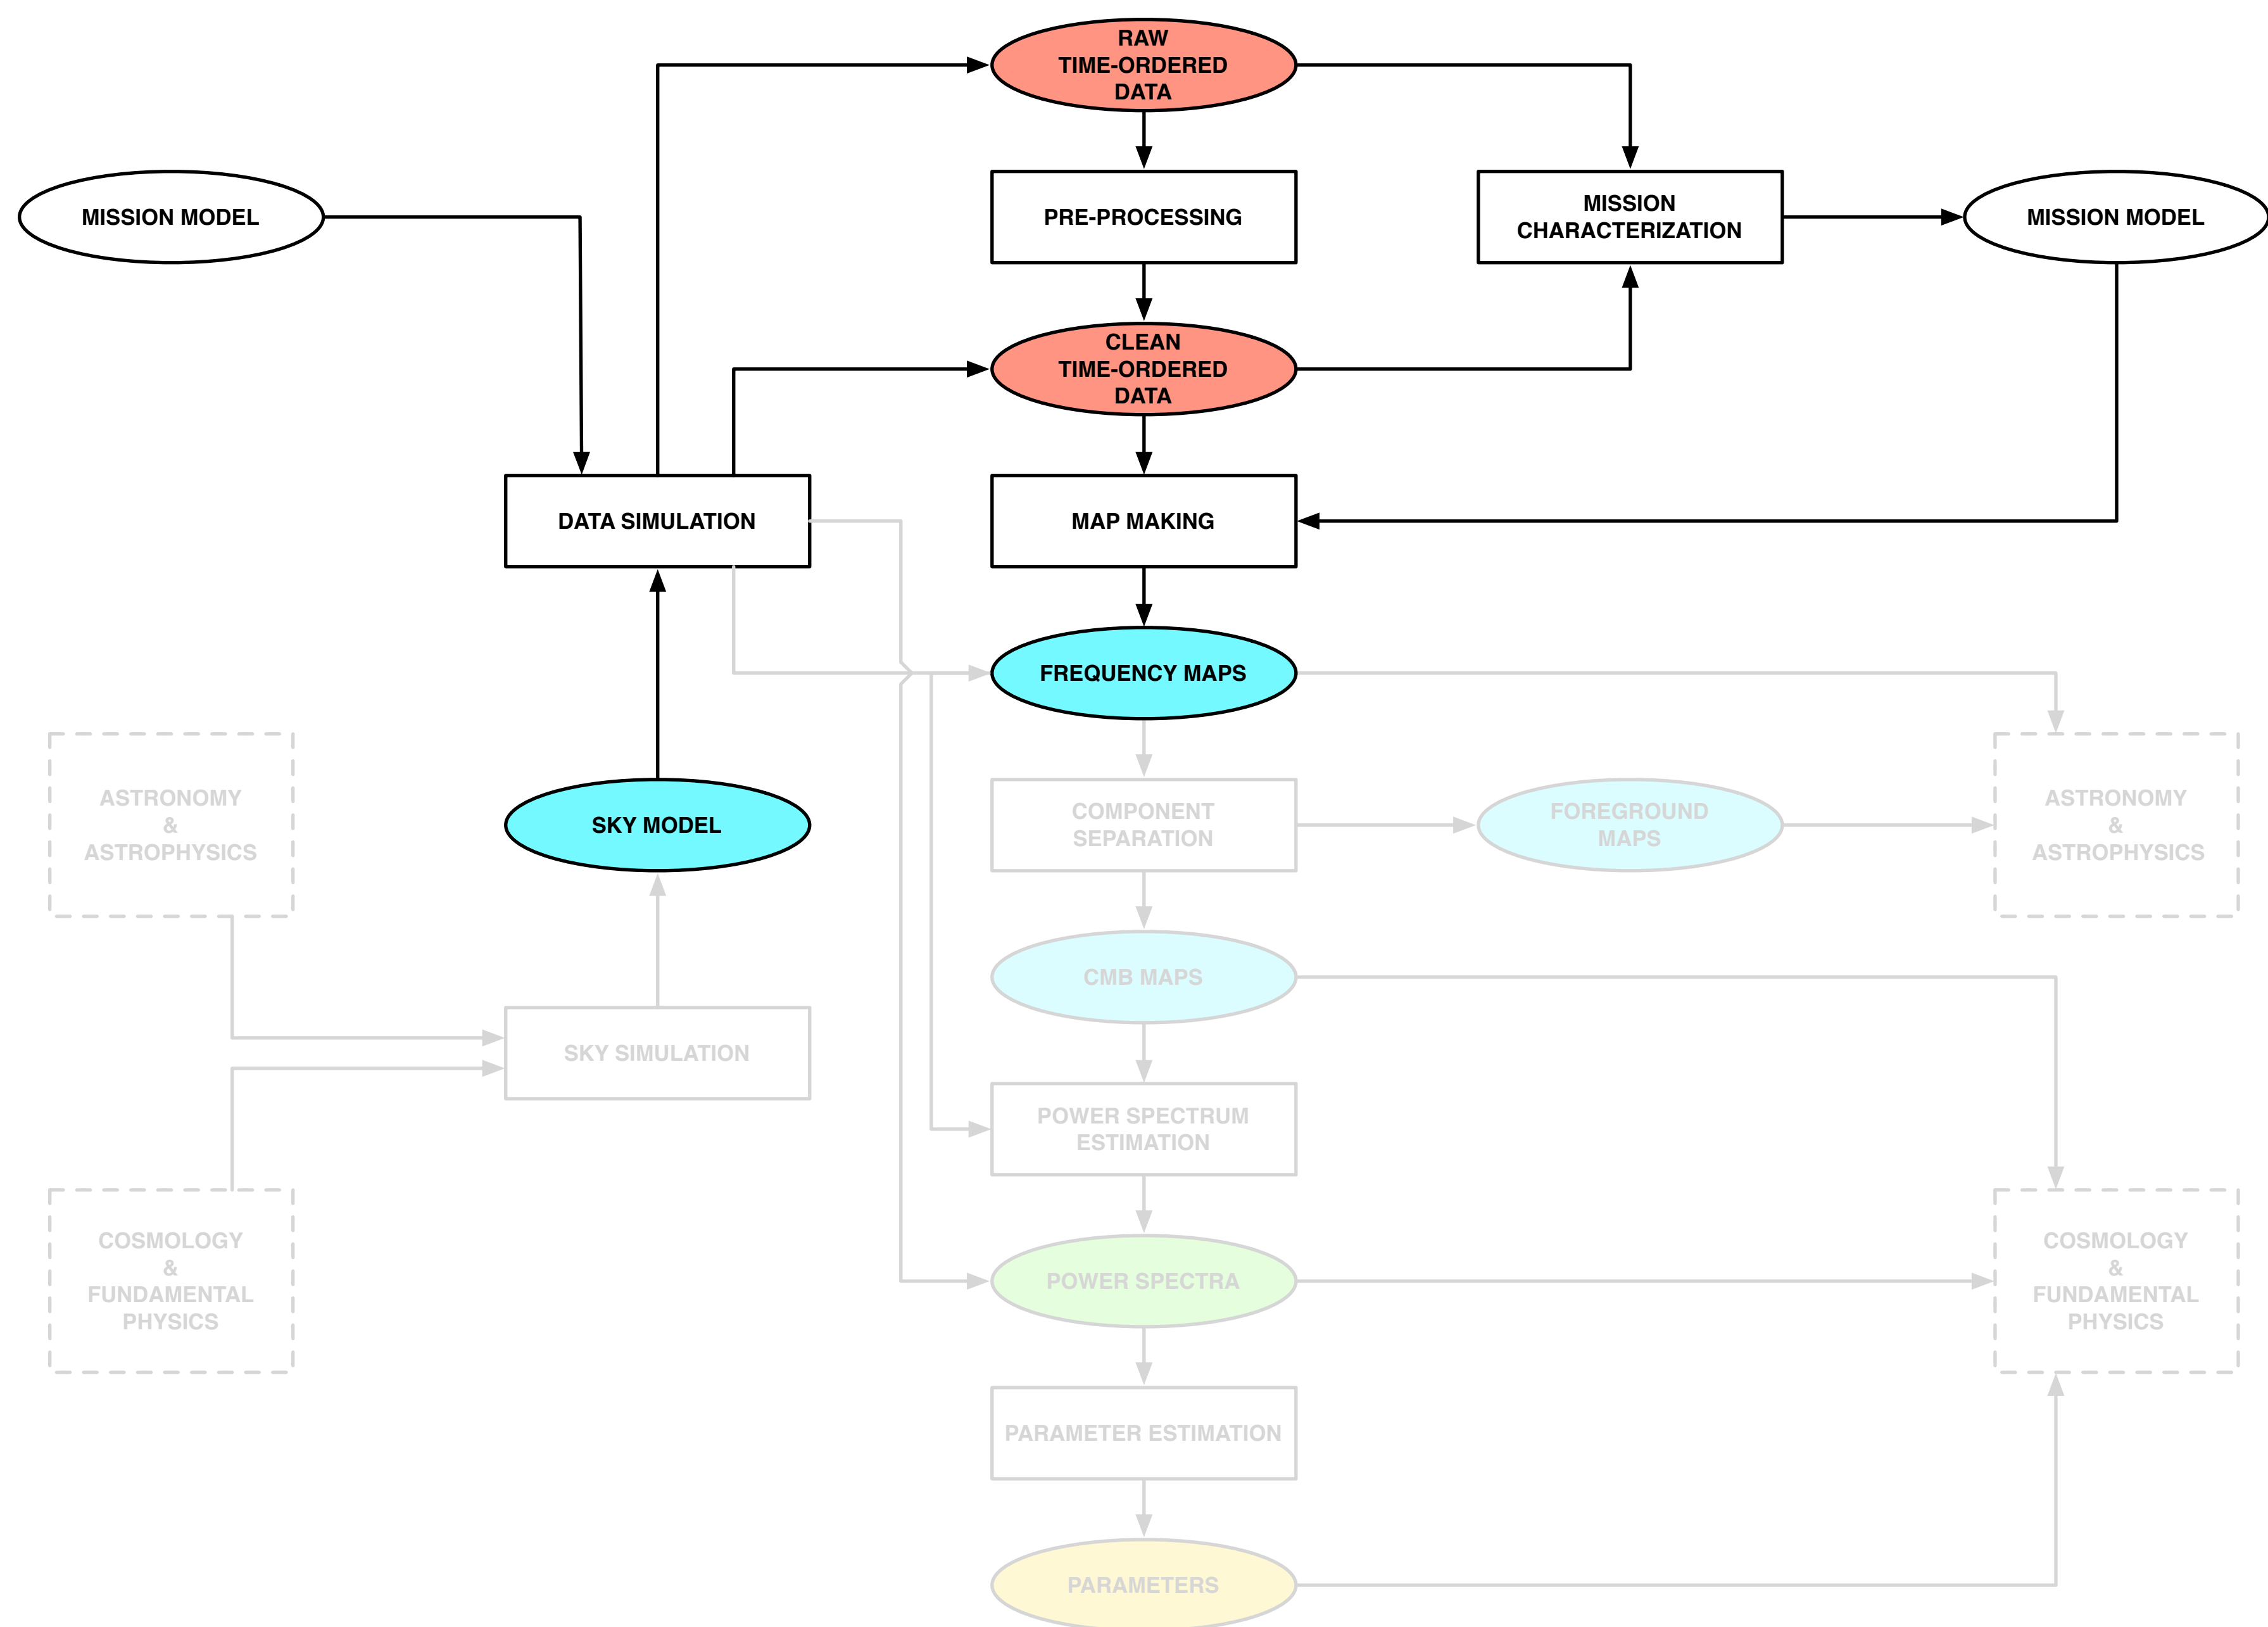 RAW
TIME-ORDERED
DATA
MISSION MODEL
PRE-PROCESSING
MISSION
CHARACTERIZATION
MISSION MODEL
CLEAN
TIME-ORDERED
DATA
DATA SIMULATION
MAP MAKING
FREQUENCY MAPS
ASTRONOMY
&
ASTROPHYSICS
SKY MODEL
COMPONENT
SEPARATION
FOREGROUND
MAPS
ASTRONOMY
&
ASTROPHYSICS
CMB MAPS
SKY SIMULATION
POWER SPECTRUM
ESTIMATION
COSMOLOGY
&
FUNDAMENTAL
PHYSICS
POWER SPECTRA
COSMOLOGY
&
FUNDAMENTAL
PHYSICS
PARAMETER ESTIMATION
PARAMETERS